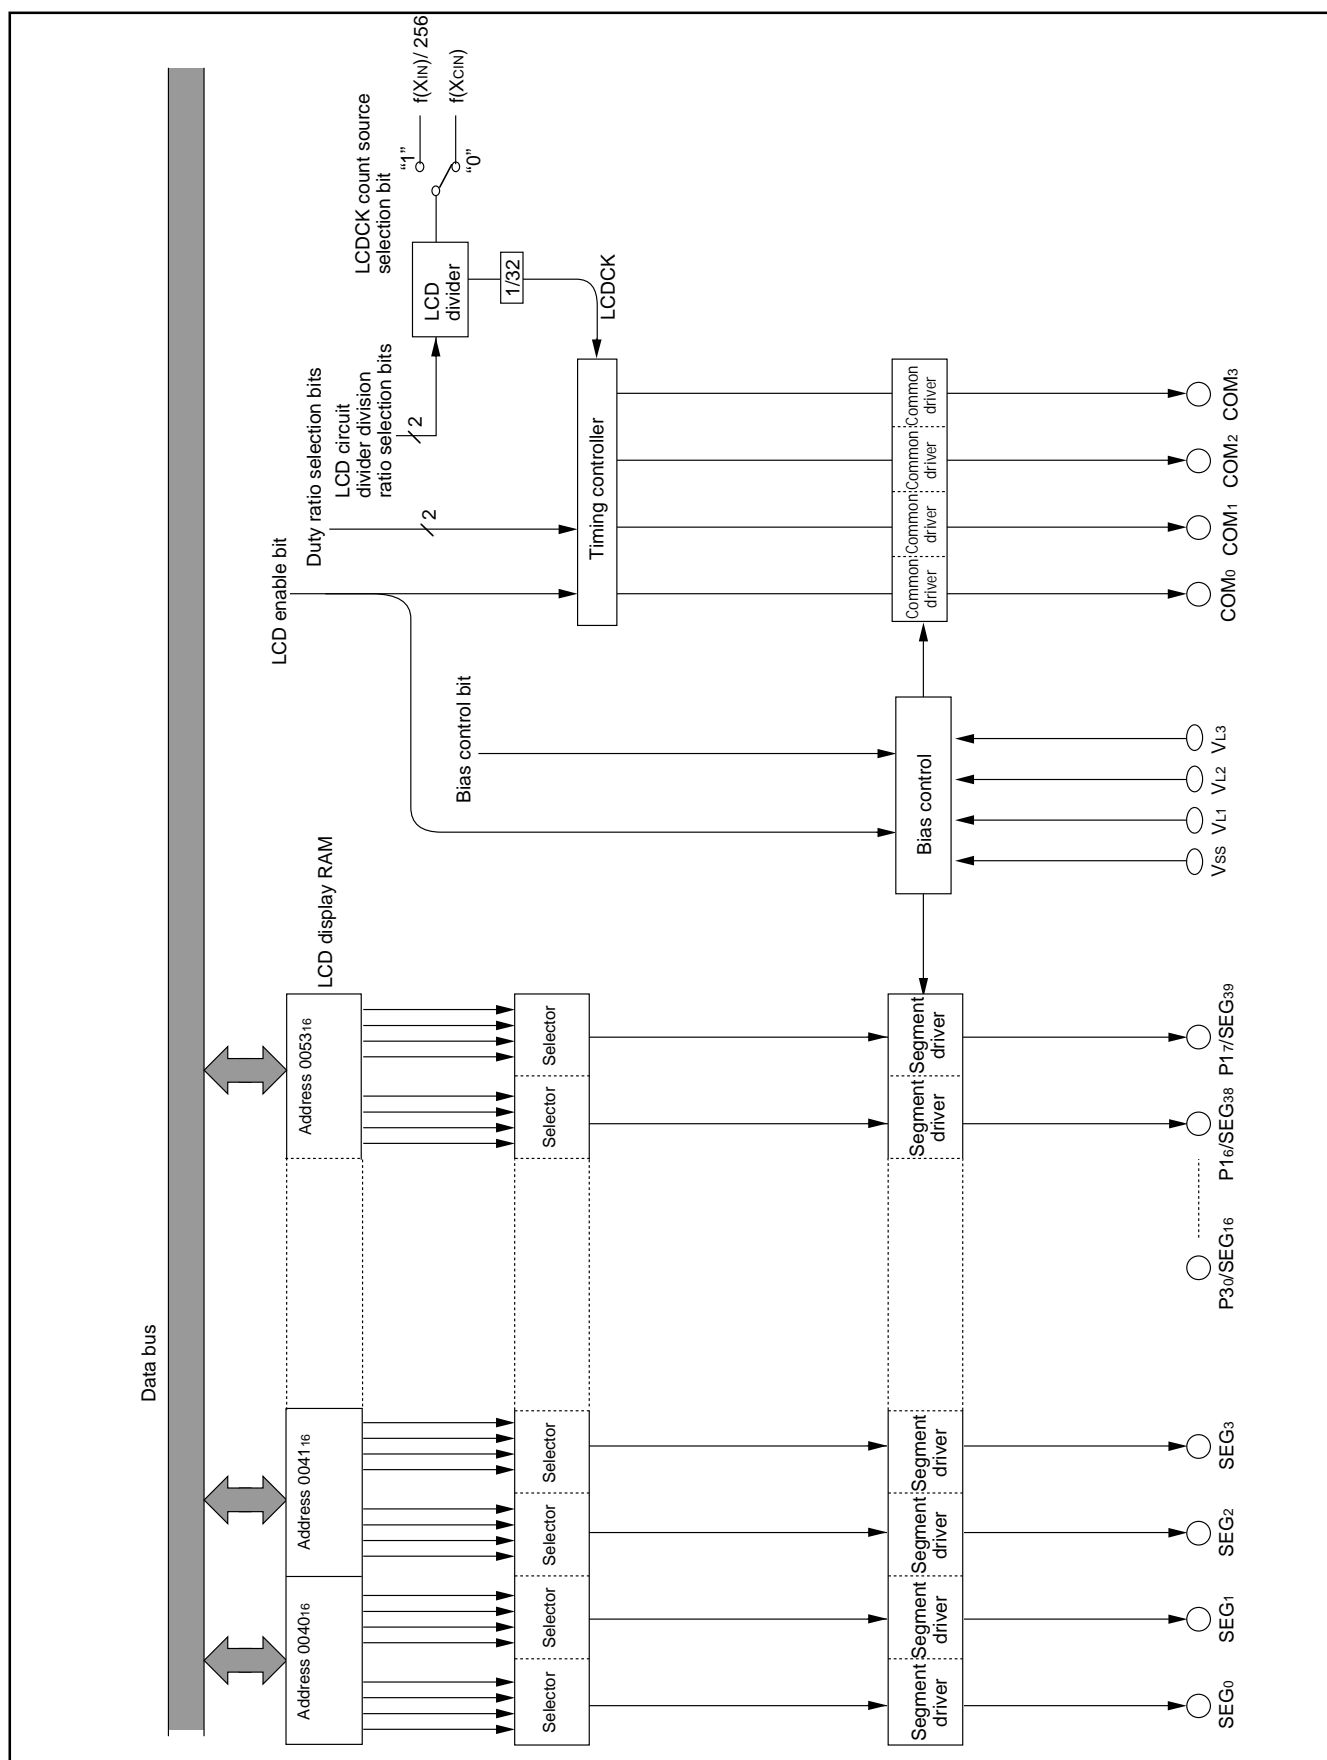 Data bus
LCD enable bit
Duty ratio selection bits
LCD circuit
divider division
ratio selection bits
LCDCK count source
selection bit
"1"
f(XIN)/ 256
"0"
f(XCIN)
2
2
LCD
divider
1/32
LCDCK
LCD display RAM
Address 004016
Address 004116
Address 005316
Bias control bit
Timing controller
Selector
Selector
Selector
Selector
Selector
Selector
Segment
driver
Segment
driver
Segment
driver
Segment
driver
Segment
driver
Segment
driver
Bias control
Common
driver
Common
driver
Common
driver
Common
driver
SEG0
SEG1
SEG2
SEG3
P30/SEG16
P16/SEG38
P17/SEG39
VSS
VL1
VL2
VL3
COM0
COM1
COM2
COM3